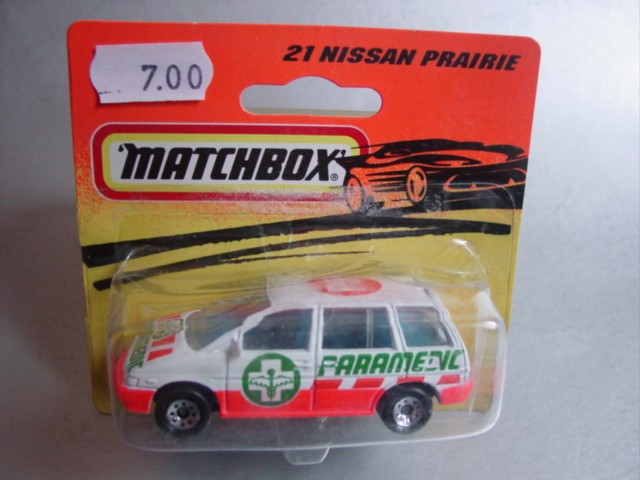 7.00
21 NISSAN PRAIRIE
'MATCHBOX'®
PARAMEDIC